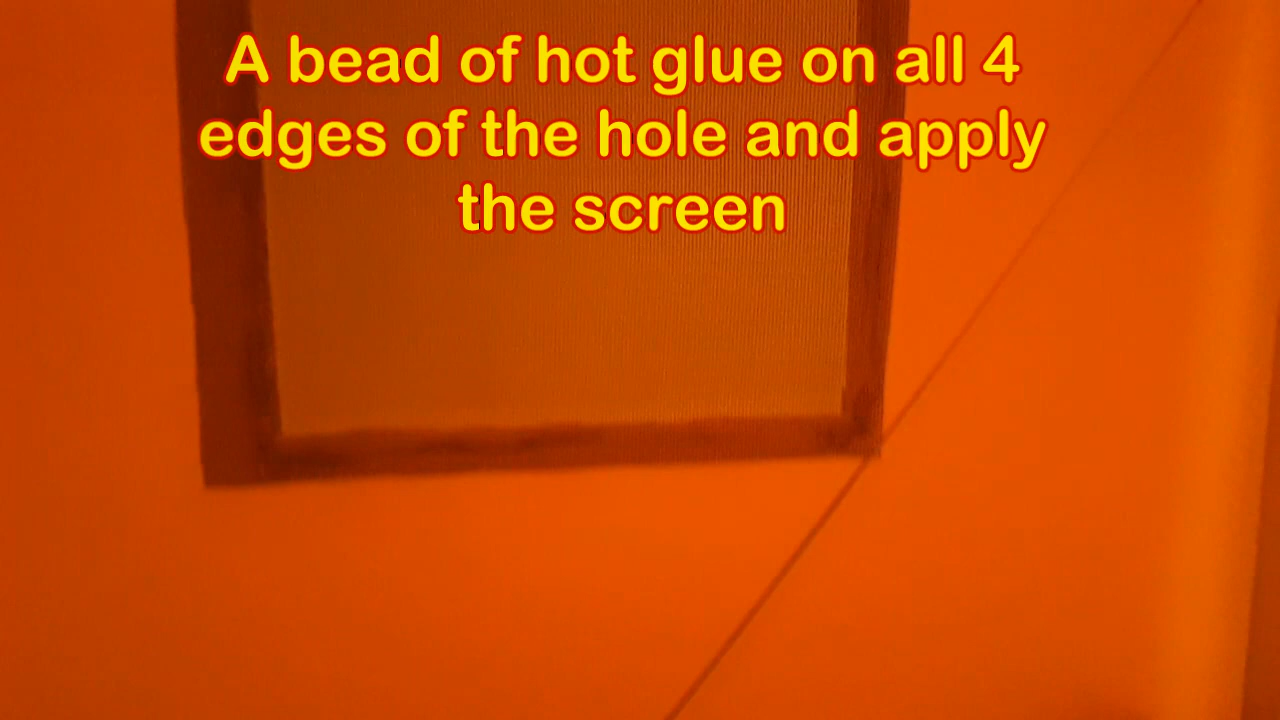 A bead of hot glue on all 4
edges of the hole and apply
the screen